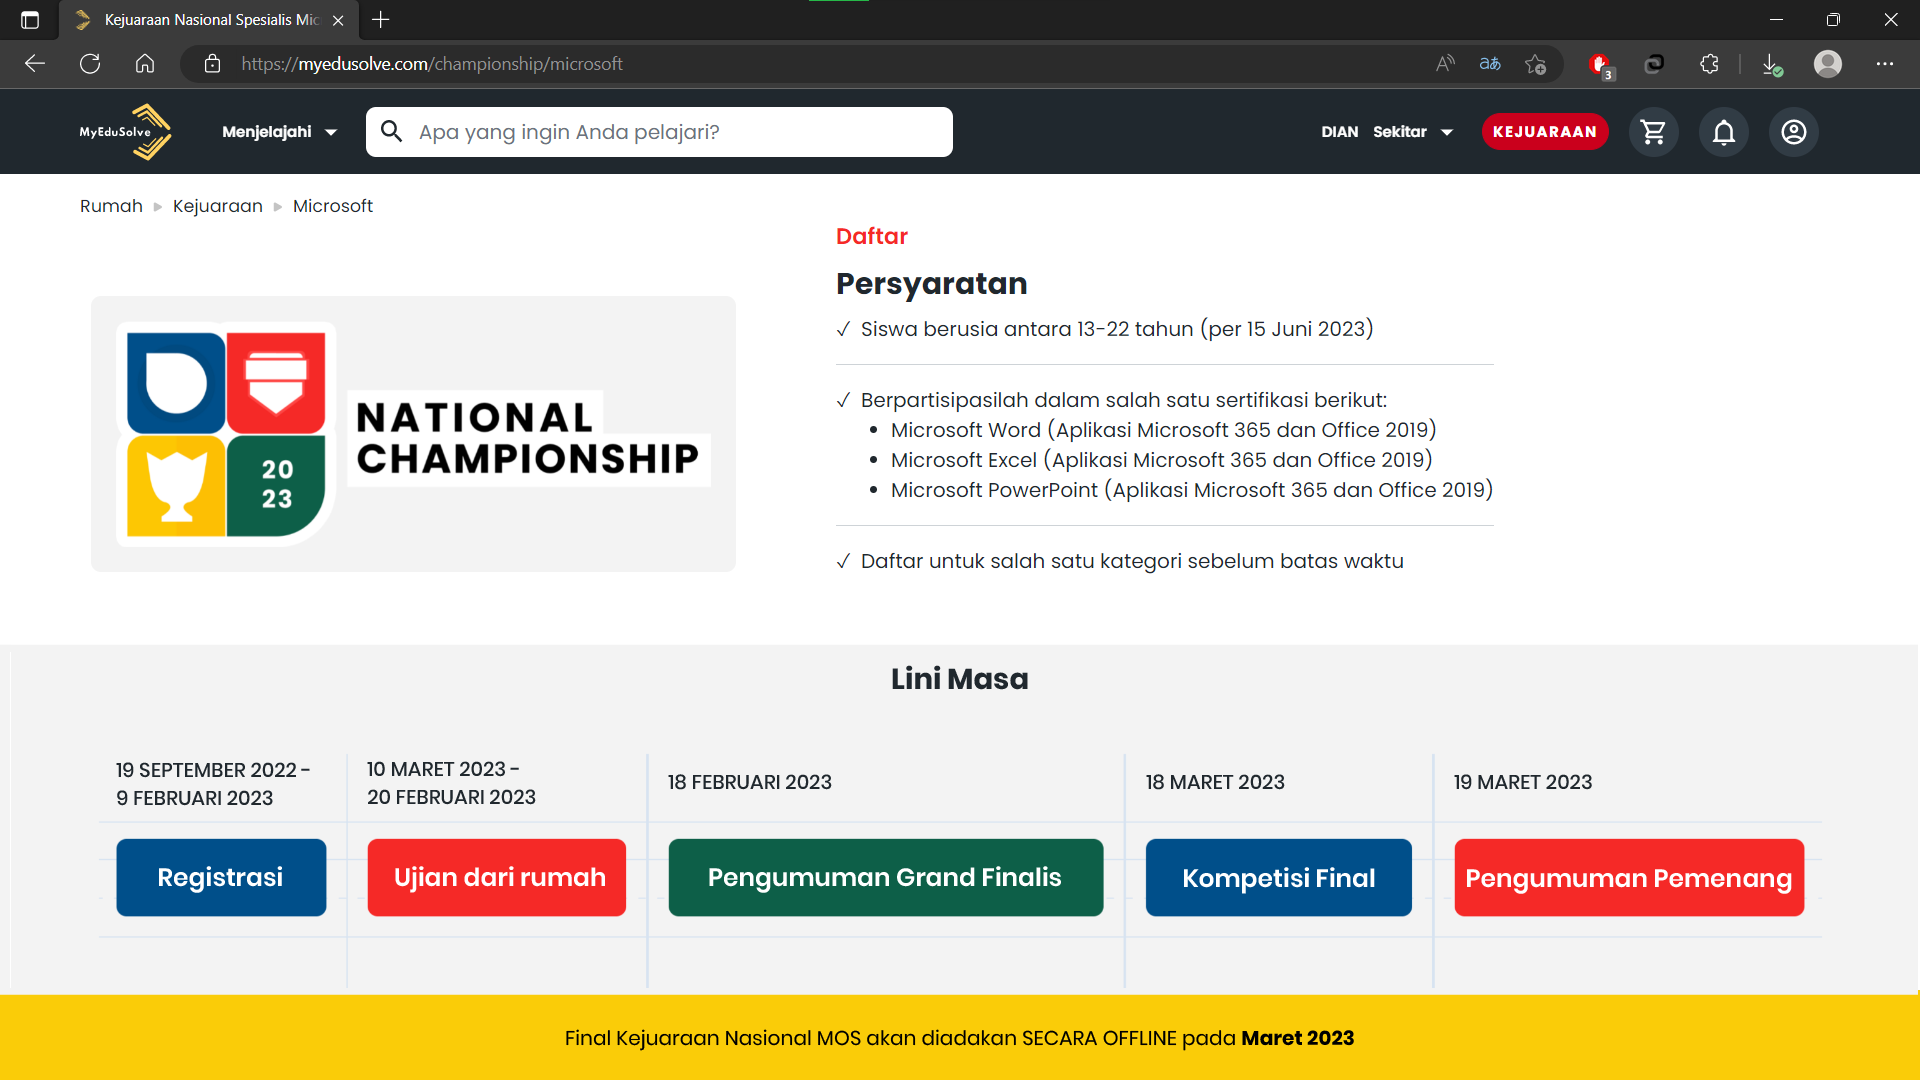 Kejuaraan Nasional Spesialis Mic
https://myedusolve.com/championship/microsoft
3
MyEduSolve
Menjelajahi
Apa yang ingin Anda pelajari?
DIAN
Sekitar
KEJUARAAN
Rumah
Kejuaraan
Microsoft
NATIONAL
CHAMPIONSHIP
20
23
Daftar
Persyaratan
Siswa berusia antara 13-22 tahun (per 15 Juni 2023)
Berpartisipasilah dalam salah satu sertifikasi berikut:
Microsoft Word (Aplikasi Microsoft 365 dan Office 2019)
Microsoft Excel (Aplikasi Microsoft 365 dan Office 2019)
Microsoft PowerPoint (Aplikasi Microsoft 365 dan Office 2019)
Daftar untuk salah satu kategori sebelum batas waktu
Lini Masa
19 SEPTEMBER 2022 -
9 FEBRUARI 2023
Registrasi
10 MARET 2023 -
20 FEBRUARI 2023
Ujian dari rumah
18 FEBRUARI 2023
Pengumuman Grand Finalis
18 MARET 2023
Kompetisi Final
19 MARET 2023
Pengumuman Pemenang
Final Kejuaraan Nasional MOS akan diadakan SECARA OFFLINE pada Maret 2023